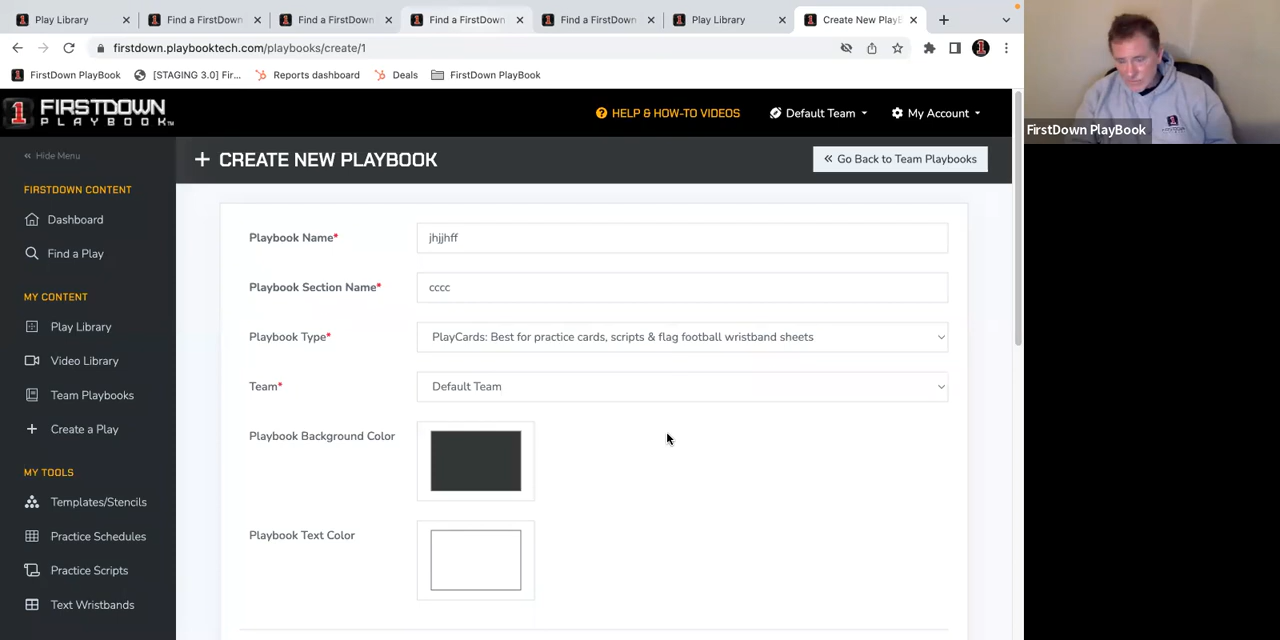 Play Library
Find a FirstDown
Find a FirstDown
Find a FirstDown
Find a FirstDown
Play Library
Create New PlayB
firstdown.playbooktech.com/playbooks/create/1
FirstDown PlayBook
[STAGING 3.0] Fir...
Reports dashboard
Deals
FirstDown PlayBook
1 FIRSTDOWN
PLAYBOOK™
HELP & HOW-TO VIDEOS
Default Team
My Account
FirstDown PlayBook
Hide Menu
FIRSTDOWN CONTENT
Dashboard
Find a Play
MY CONTENT
Play Library
Video Library
Team Playbooks
Create a Play
MY TOOLS
Templates/Stencils
Practice Schedules
Practice Scripts
Text Wristbands
+ CREATE NEW PLAYBOOK
« Go Back to Team Playbooks
Playbook Name* jhjjhff
Playbook Section Name* cccc
Playbook Type* PlayCards: Best for practice cards, scripts & flag football wristband sheets
Team* Default Team
Playbook Background Color
Playbook Text Color